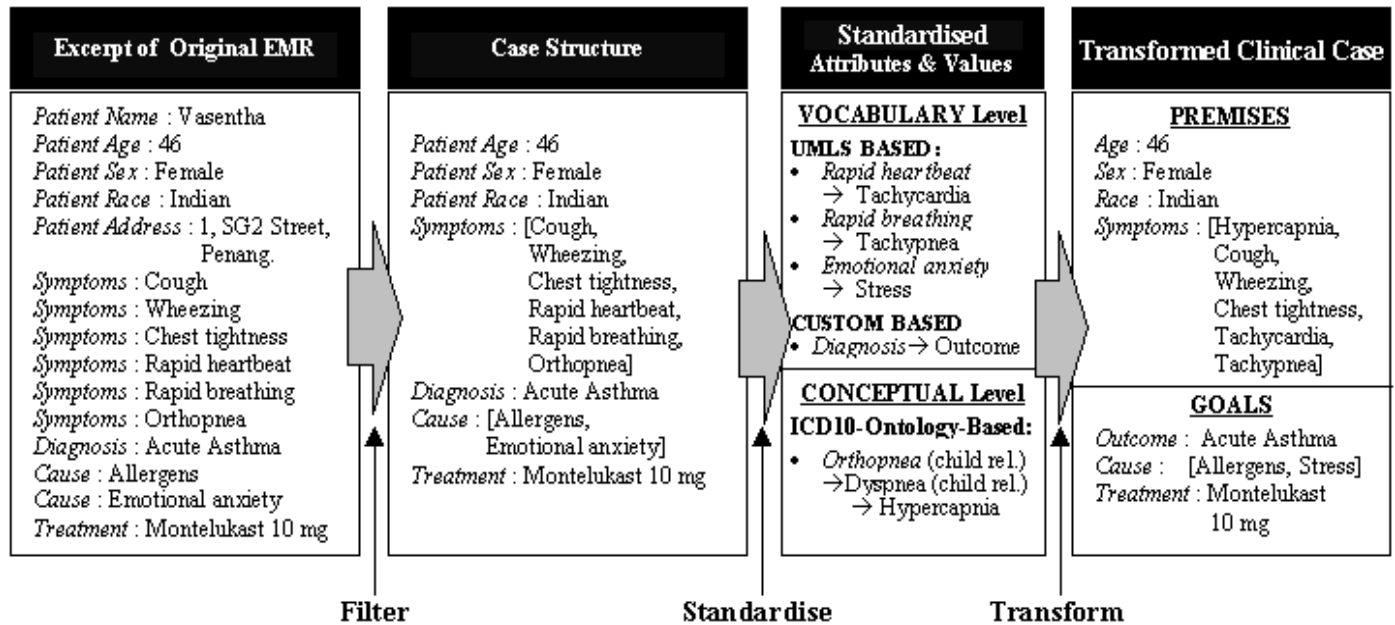 Excerpt of Original EMR
Patient Name : Vasentha
Patient Age : 46
Patient Sex : Female
Patient Race : Indian
Patient Address : 1, SG2 Street,
Penang.
Symptoms : Cough
Symptoms : Wheezing
Symptoms : Chest tightness
Symptoms : Rapid heartbeat
Symptoms : Rapid breathing
Symptoms : Orthopnea
Diagnosis : Acute Asthma
Cause : Allergens
Cause : Emotional anxiety
Treatment : Montelukast 10 mg
Case Structure
Patient Age : 46
Patient Sex : Female
Patient Race : Indian
Symptoms : [Cough,
Wheezing,
Chest tightness,
Rapid heartbeat,
Rapid breathing,
Orthopnea]
Diagnosis : Acute Asthma
Cause : [Allergens,
Emotional anxiety]
Treatment : Montelukast 10 mg
Standardised
Attributes & Values
VOCABULARY Level
UMLS BASED :
• Rapid heartbeat
→ Tachycardia
• Rapid breathing
→ Tachypnea
• Emotional anxiety
→ Stress
CUSTOM BASED
• Diagnosis → Outcome
CONCEPTUAL Level
ICD10-Ontology-Based:
• Orthopnea (child rel.)
→Dyspnea (child rel.)
→ Hypercapnia
Transformed Clinical Case
PREMISES
Age : 46
Sex : Female
Race : Indian
Symptoms : [Hypercapnia,
Cough,
Wheezing,
Chest tightness,
Tachycardia,
Tachypnea]
GOALS
Outcome : Acute Asthma
Cause : [Allergens, Stress]
Treatment : Montelukast
10 mg
Filter
Standardise
Transform